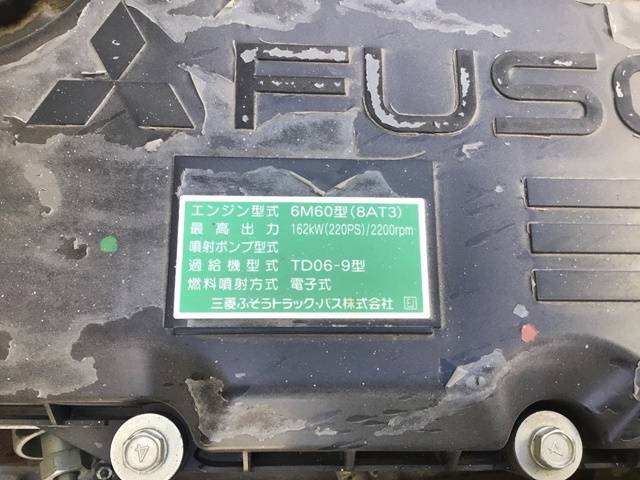 FUSO
エンジン型式 6M60型(8AT3)
最高出力 162kW(220PS)/2200rpm
噴射ポンプ型式
過給機型式 TD06-9型
燃料噴射方式 電子式
三菱ふそうトラック・バス株式会社
4
4